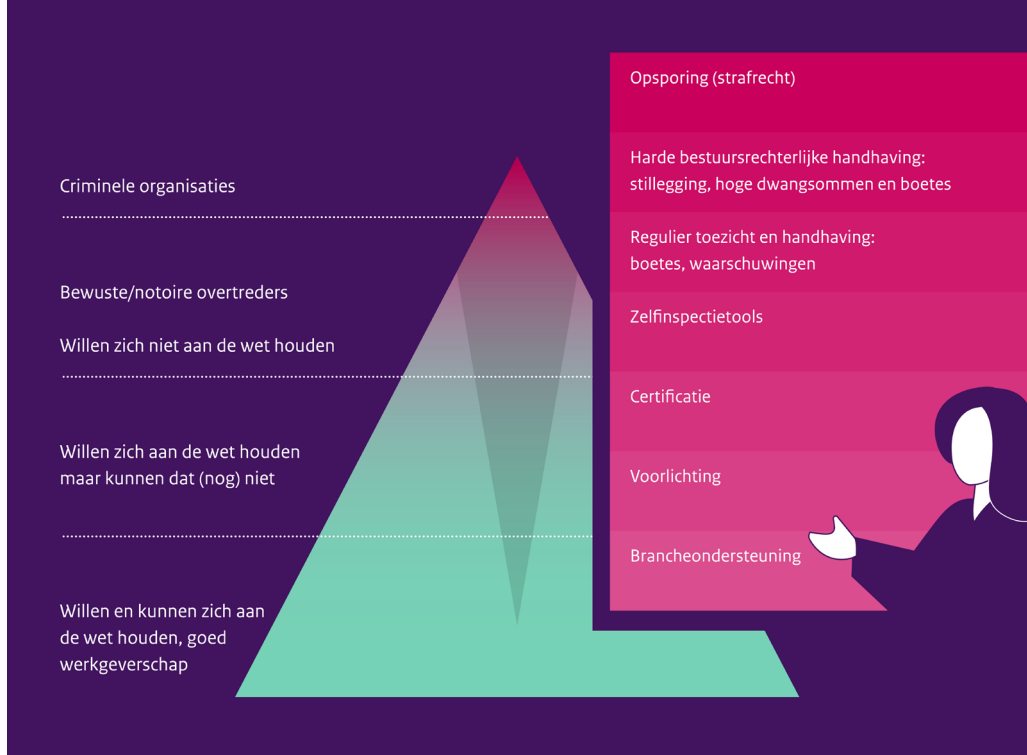 Criminele organisaties
Bewuste/notoire overtreders
Willen zich niet aan de wet houden
Willen zich aan de wet houden
maar kunnen dat (nog) niet
Willen en kunnen zich aan
de wet houden, goed
werkgeverschap
Opsporing (strafrecht)
Harde bestuursrechterlijke handhaving:
stillegging, hoge dwangsommen en boetes
Regulier toezicht en handhaving:
boetes, waarschuwingen
Zelfinspectietools
Certificatie
Voorlichting
Brancheondersteuning